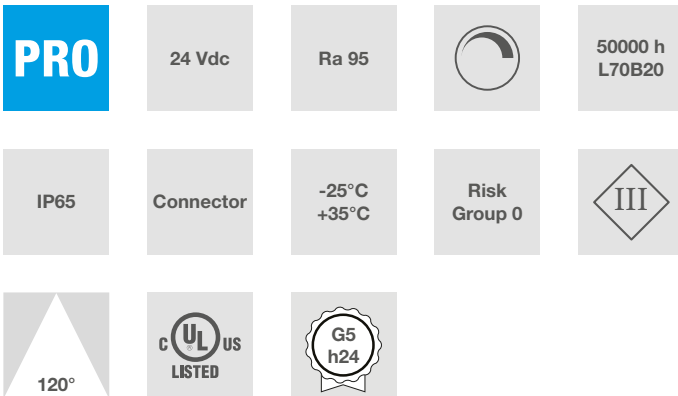 PRO
24 Vdc
Ra 95
50000 h
L70B20
IP65
Connector
-25°C
+35°C
Risk
Group 0
III
120°
C UL US
®
LISTED
G5
h24